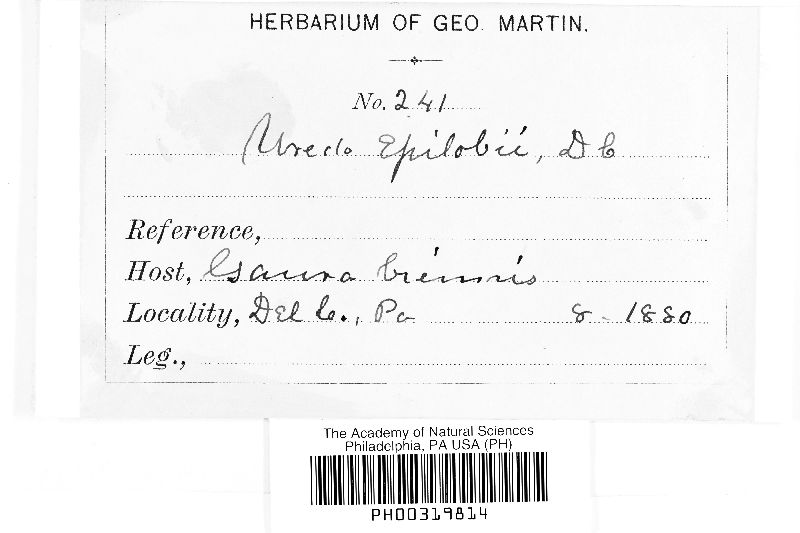 HERBARIUM OF GEO. MARTIN.
No. 241
Uredo Epilobii, DC
Reference,
Host, Gaura biennis
Locality, Del Co., Pa 8 - 1880
Leg.,
The Academy of Natural Sciences
Philadelphia, PA USA (PH)
PH00319814